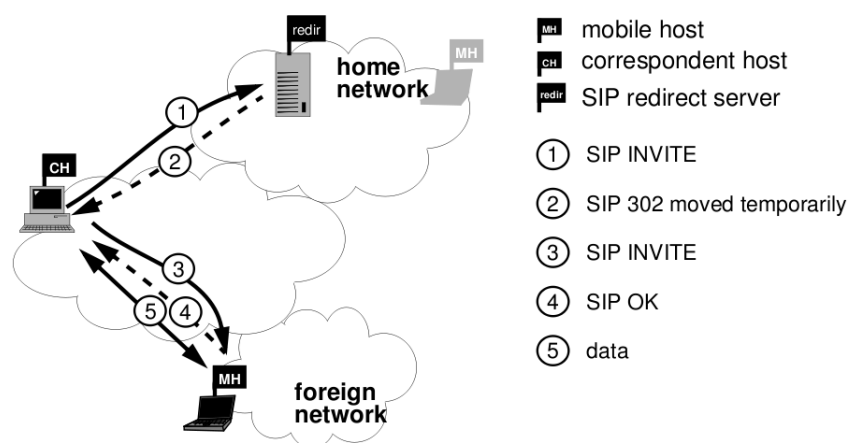 redir
MH
home
network
1
2
CH
3
5
4
MH
foreign
network
MH mobile host
CH correspondent host
redir SIP redirect server
1 SIP INVITE
2 SIP 302 moved temporarily
3 SIP INVITE
4 SIP OK
5 data